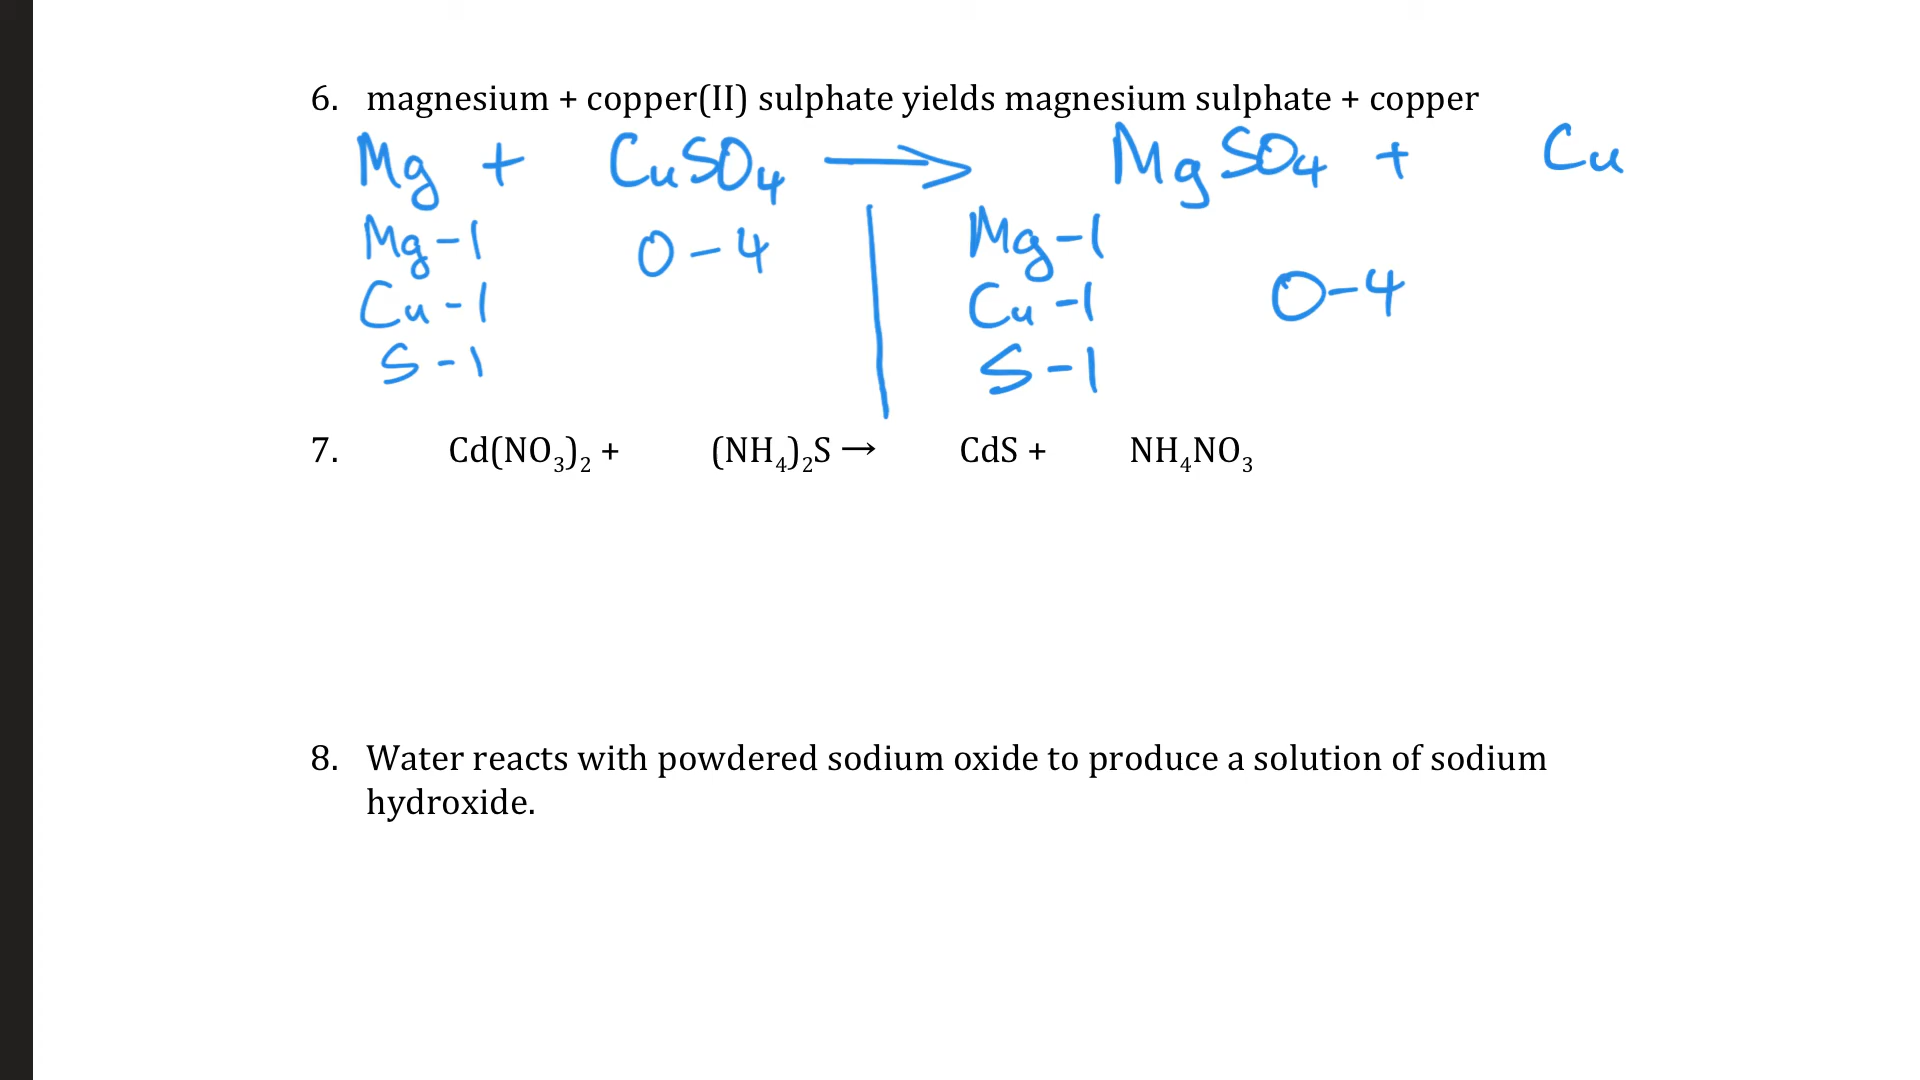 6. magnesium + copper(II) sulphate yields magnesium sulphate + copper
Mg + CuSO4 → MgSO4 + Cu
Mg-1 O-4 Mg-1
Cu-1 Cu-1 O-4
S-1 S-1
7. Cd(NO₃)₂ + (NH₄)₂S → CdS + NH₄NO₃
8. Water reacts with powdered sodium oxide to produce a solution of sodium
hydroxide.